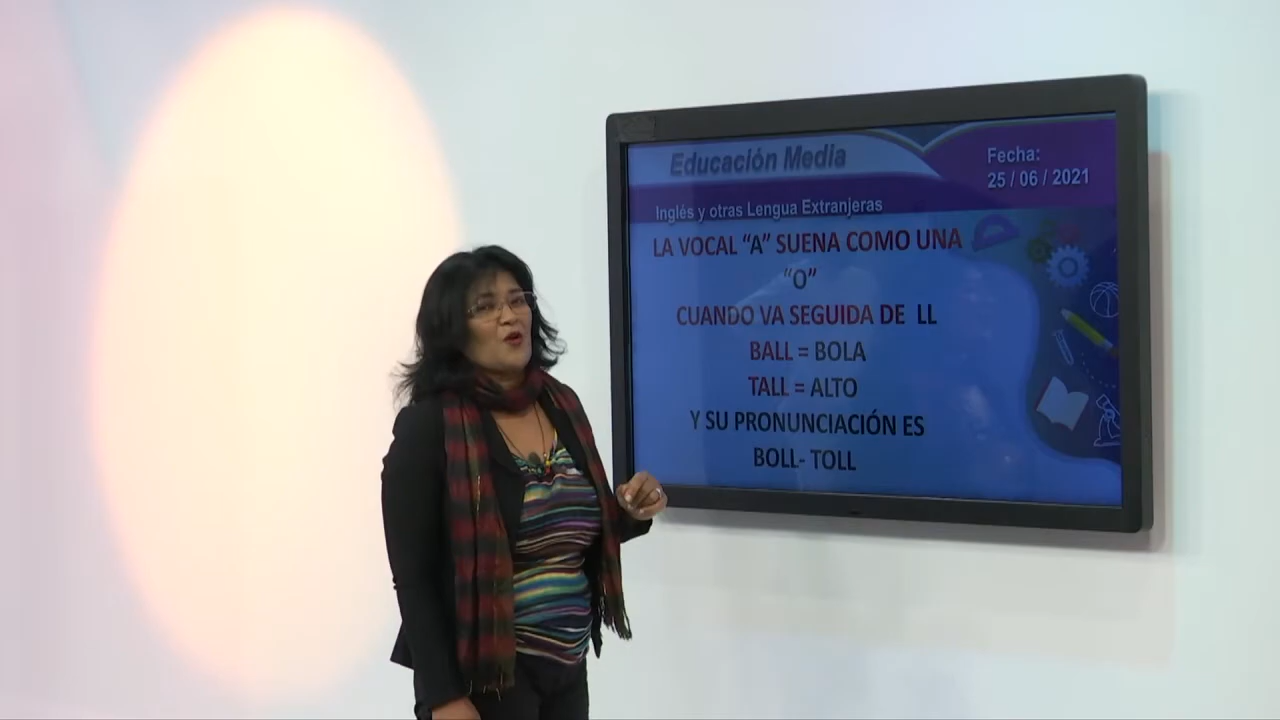 Educación Media
Fecha:
25 / 06 / 2021
Inglés y otras Lengua Extranjeras
LA VOCAL “A” SUENA COMO UNA
“O”
CUANDO VA SEGUIDA DE LL
BALL = BOLA
TALL = ALTO
Y SU PRONUNCIACIÓN ES
BOLL- TOLL